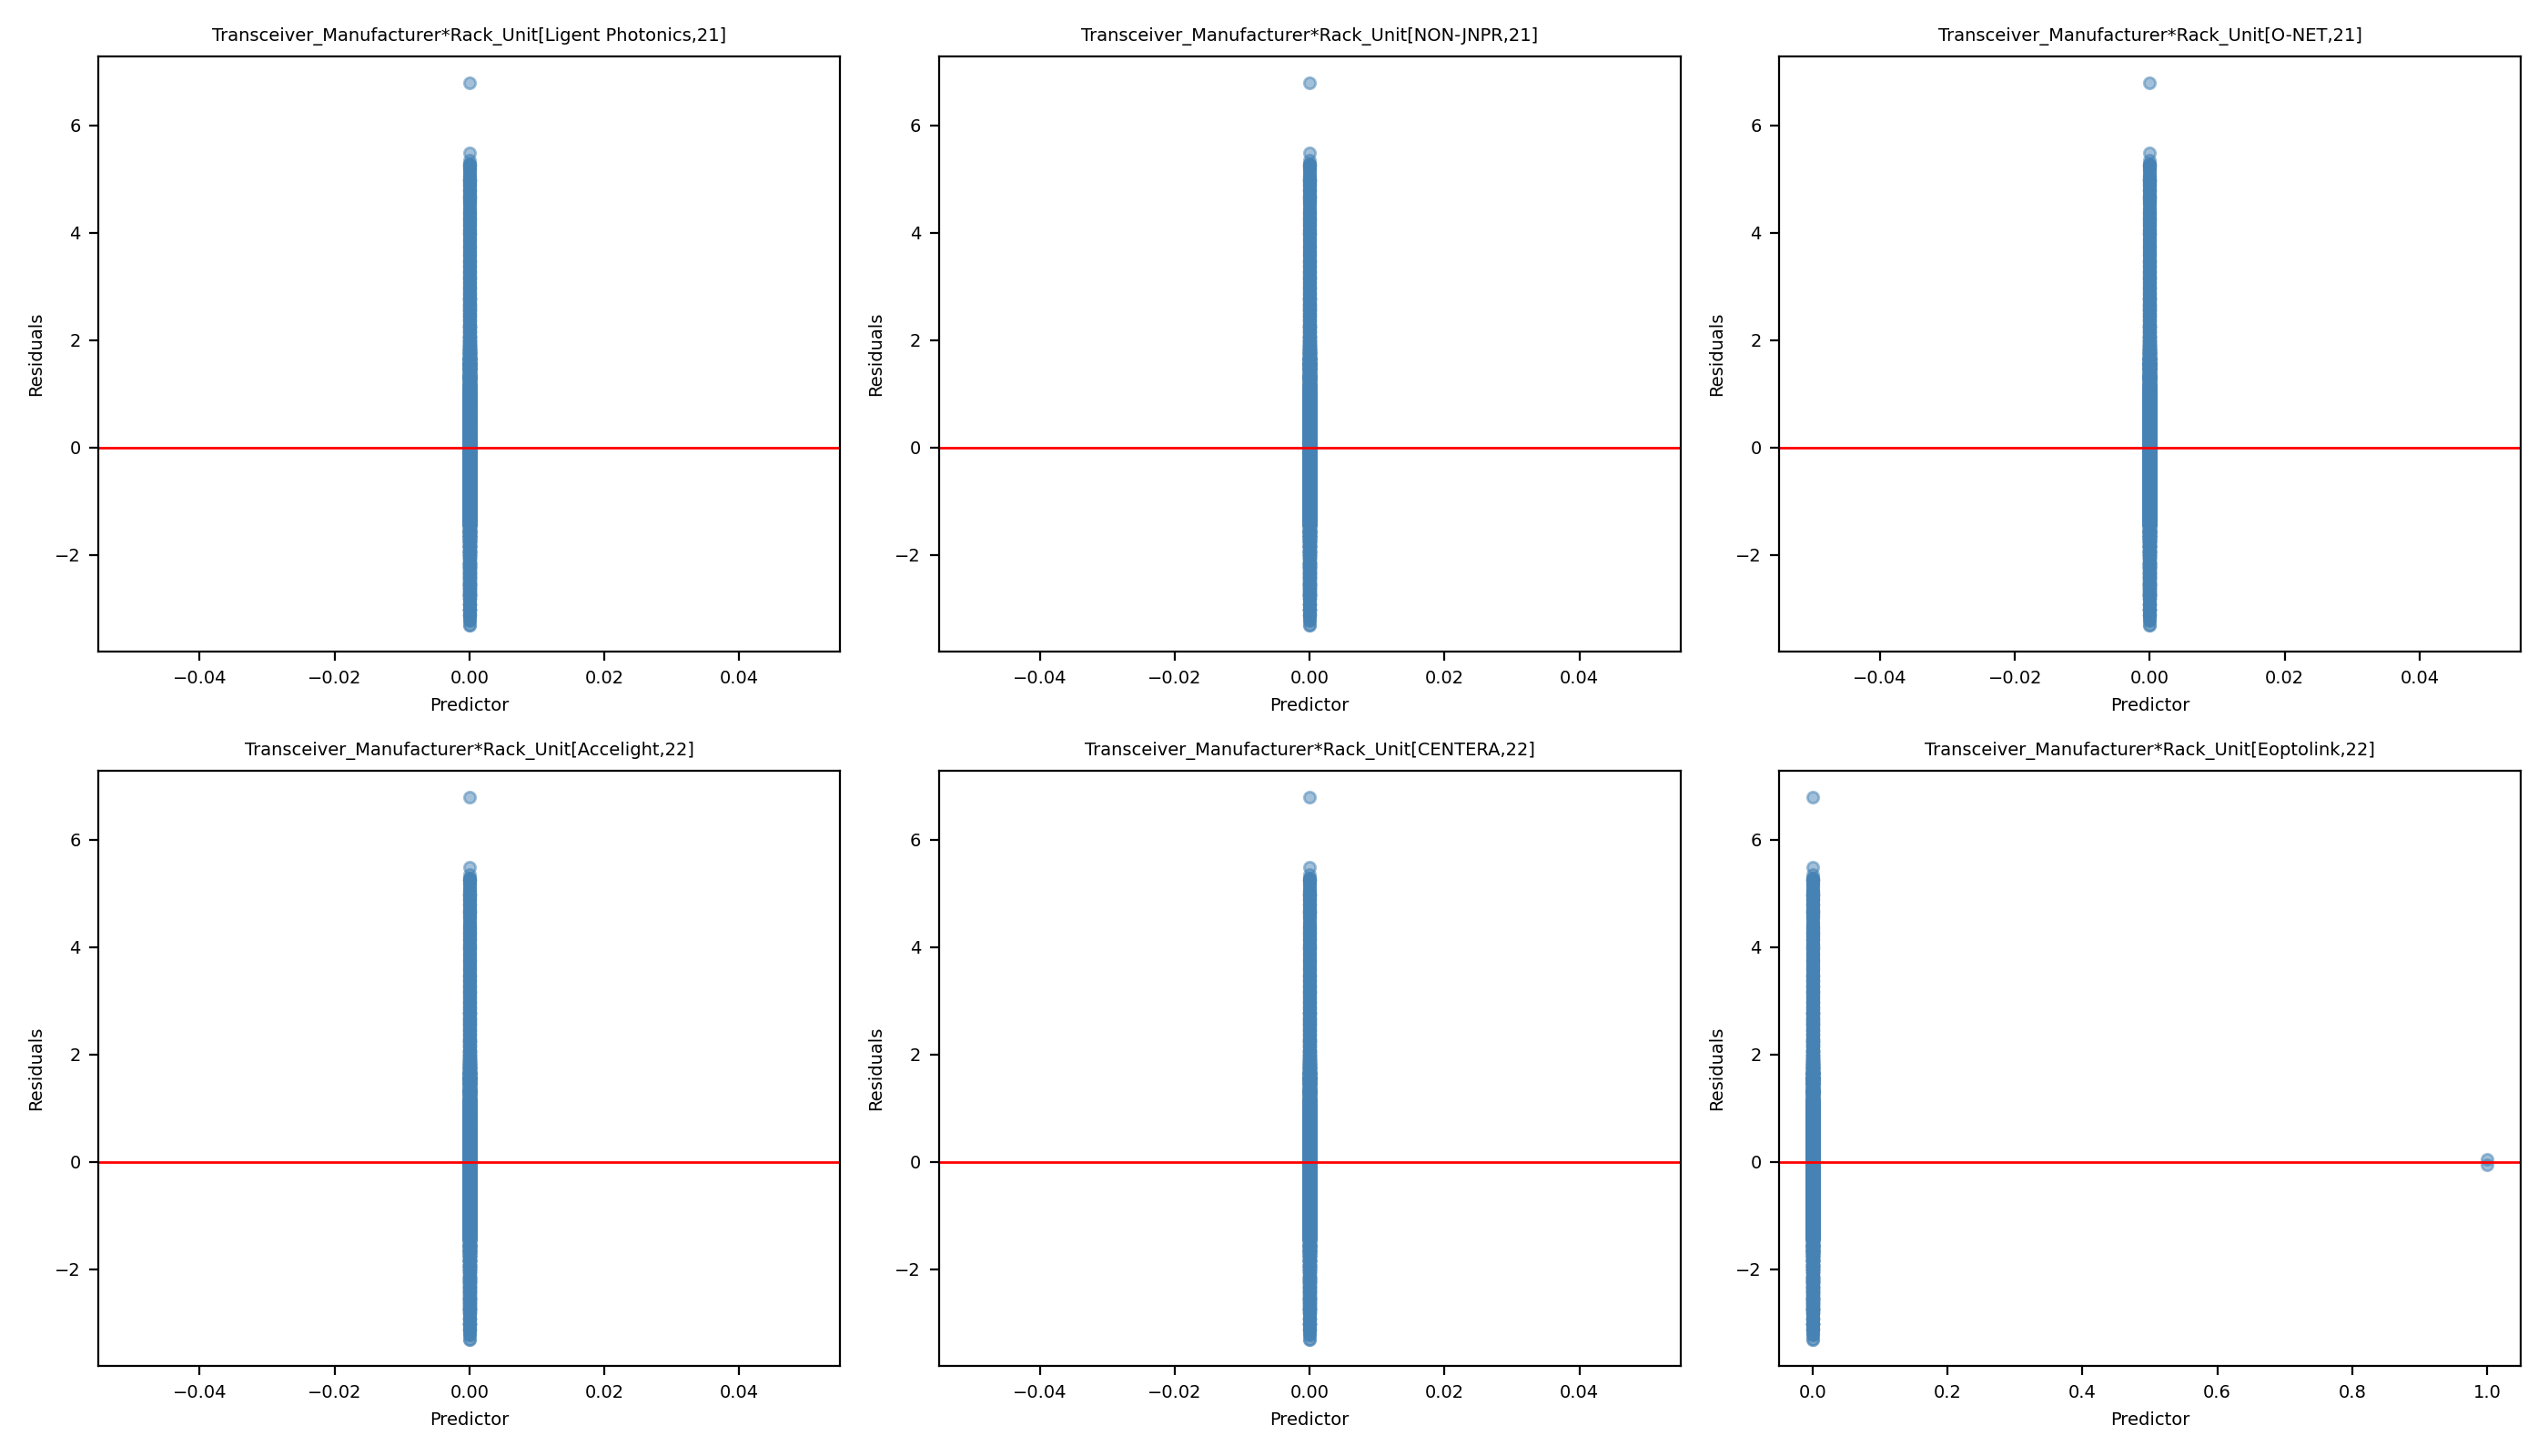 Transceiver_Manufacturer*Rack_Unit[Ligent Photonics,21]
6
4
2
0
−2
Residuals
−0.04 −0.02 0.00 0.02 0.04
Predictor
Transceiver_Manufacturer*Rack_Unit[NON-JNPR,21]
6
4
2
0
−2
Residuals
−0.04 −0.02 0.00 0.02 0.04
Predictor
Transceiver_Manufacturer*Rack_Unit[O-NET,21]
6
4
2
0
−2
Residuals
−0.04 −0.02 0.00 0.02 0.04
Predictor
Transceiver_Manufacturer*Rack_Unit[Accelight,22]
6
4
2
0
−2
Residuals
−0.04 −0.02 0.00 0.02 0.04
Predictor
Transceiver_Manufacturer*Rack_Unit[CENTERA,22]
6
4
2
0
−2
Residuals
−0.04 −0.02 0.00 0.02 0.04
Predictor
Transceiver_Manufacturer*Rack_Unit[Eoptolink,22]
6
4
2
0
−2
Residuals
0.0 0.2 0.4 0.6 0.8 1.0
Predictor